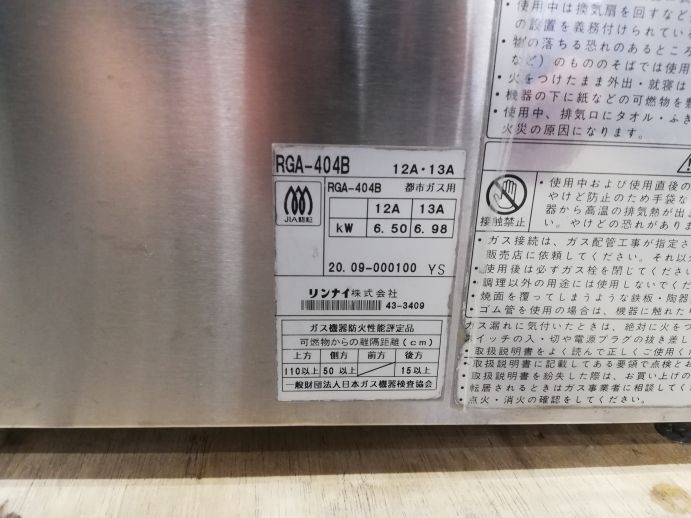 RGA-404B 12A・13A
JIA認証
RGA-404B 都市ガス用
12A 13A
kW 6.50 6.98
20.09-000100 YS
リンナイ株式会社
43-3409
ガス機器防火性能評定品
可燃物からの離隔距離(cm)
上方 側方 前方 後方
110以上 50以上 15以上
一般財団法人日本ガス機器検査協会
・使用中は換気扇を回すなど
の設置を義務付けられてい
・物の落ちる恐れのあるところ
など)のもののそばでは使用
・火をつけたまま外出・就寝は
・機器の下に紙などの可燃物を
・使用中、排気口にタオル・ふき
火災の原因になります。
・使用中および使用直後の
やけど防止のため手袋な
器から高温の排気熱が出
い。やけどの恐れがありま
接触禁止
・ガス接続は、ガス配管工事が指定さ
販売店に依頼してください。それ以
・使用後は必ずガス栓を閉じてください
・調理以外の用途には使用しないでくだ
・焼面を覆ってしまうような鉄板・陶器
・ゴム管を使用の場合は、機器に触れたり
ガス漏れに気付いたときは、絶対に火をつ
スイッチの入・切や電源プラグの抜き差し
・取扱説明書をよく読んで正しくご使用く
・取扱説明書に記載してある要領で点検とお
・取扱説明書を紛失した際は、お買い上げの
・転居されるときはガス事業者に相談してく
・点火・消火の確認をしてください。